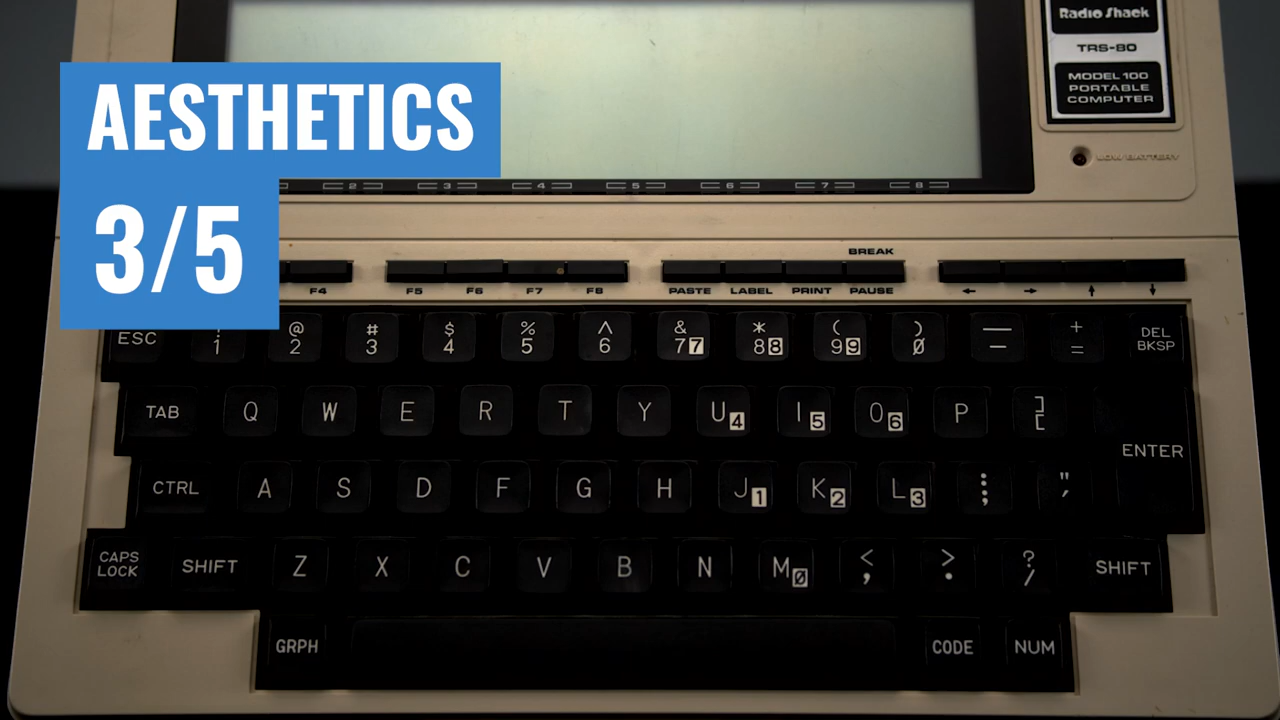 Radio Shack
TRS-80
MODEL 100
PORTABLE
COMPUTER
LOW BATTERY
AESTHETICS
3/5
2 3 4 5 6 7 8
BREAK
F4 F5 F6 F7 F8 PASTE LABEL PRINT PAUSE ← → ↑ ↓
ESC ! 1 @ 2 # 3 $ 4 % 5 ^ 6 & 7 7 * 8 8 ( 9 9 ) 0 — – + = DEL BKSP
TAB Q W E R T Y U 4 I 5 O 6 P ] [ ENTER
CTRL A S D F G H J 1 K 2 L 3 : ; " '
CAPS LOCK SHIFT Z X C V B N M 0 < , > . ? / SHIFT
GRPH CODE NUM